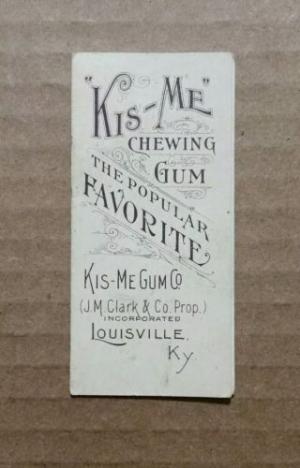 "KIS-ME"
CHEWING
GUM
THE POPULAR
FAVORITE
KIS-ME GUM CO
(J.M. Clark & Co. Prop.)
INCORPORATED
LOUISVILLE.
Ky